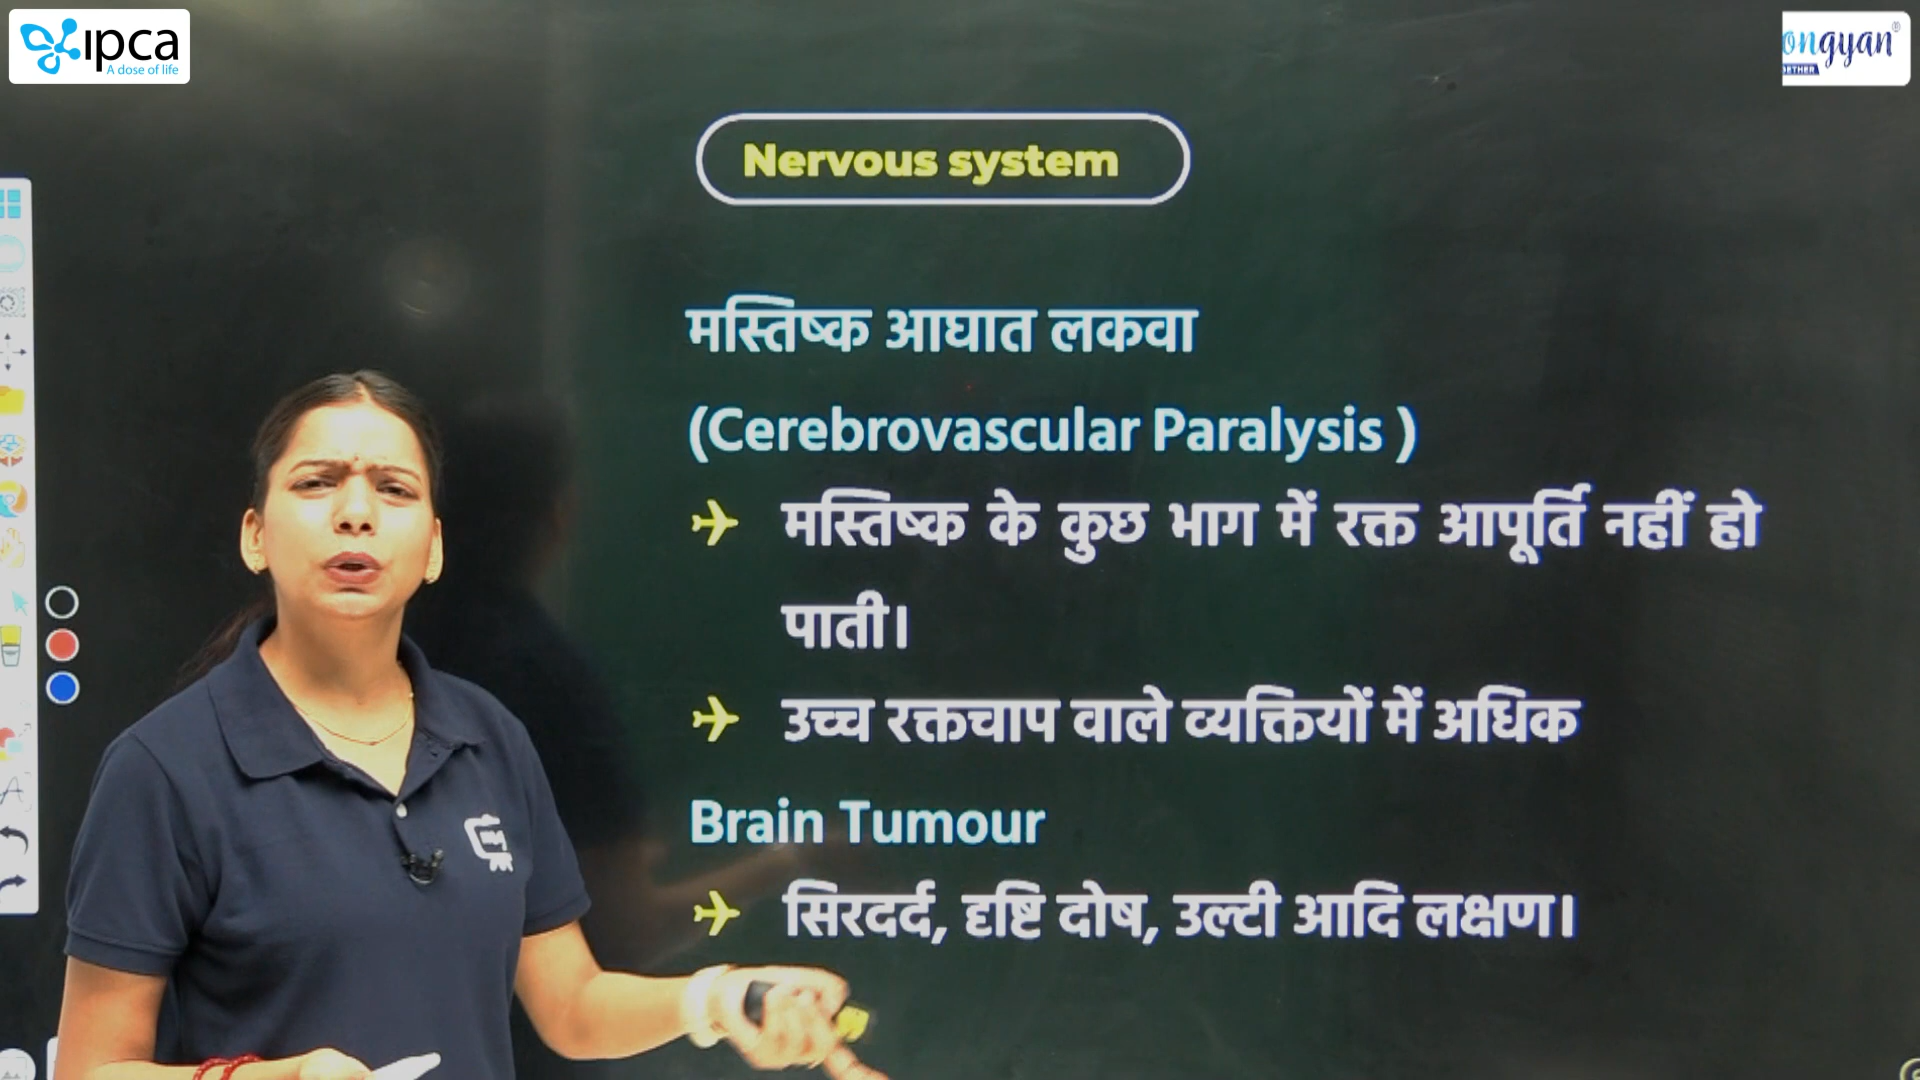 ipca
A dose of life
ongyan®
GETHER
Nervous system
मस्तिष्क आघात लकवा
(Cerebrovascular Paralysis )
मस्तिष्क के कुछ भाग में रक्त आपूर्ति नहीं हो
पाती।
उच्च रक्तचाप वाले व्यक्तियों में अधिक
Brain Tumour
सिरदर्द, दृष्टि दोष, उल्टी आदि लक्षण।